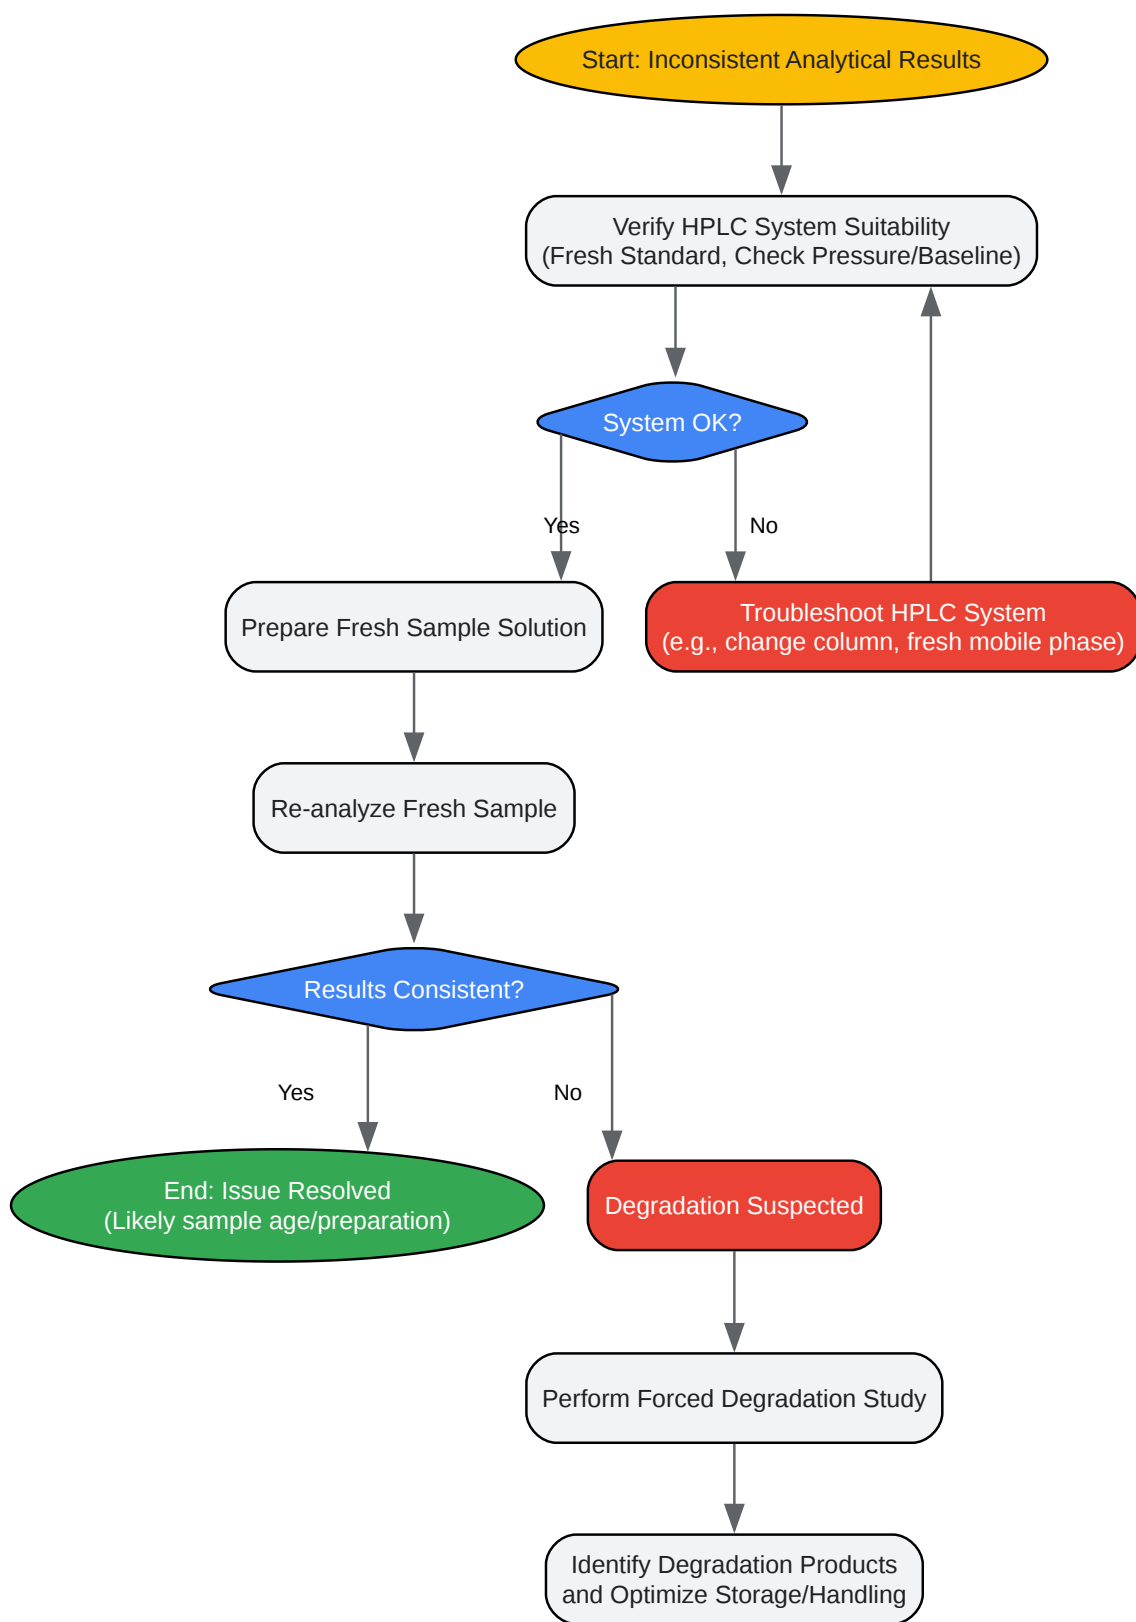 Start: Inconsistent Analytical Results
Verify HPLC System Suitability
(Fresh Standard, Check Pressure/Baseline)
System OK?
Yes
No
Prepare Fresh Sample Solution
Troubleshoot HPLC System
(e.g., change column, fresh mobile phase)
Re-analyze Fresh Sample
Results Consistent?
Yes
No
End: Issue Resolved
(Likely sample age/preparation)
Degradation Suspected
Perform Forced Degradation Study
Identify Degradation Products
and Optimize Storage/Handling